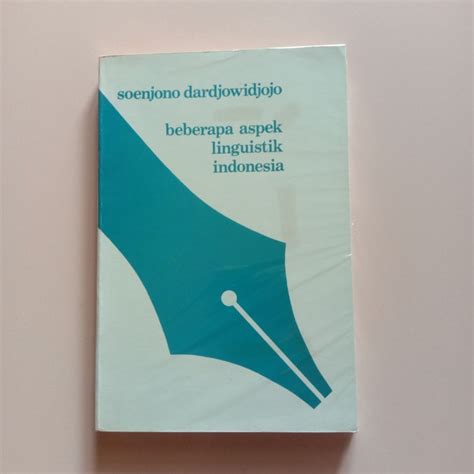 soenjono dardjowidjojo
beberapa aspek
linguistik
indonesia